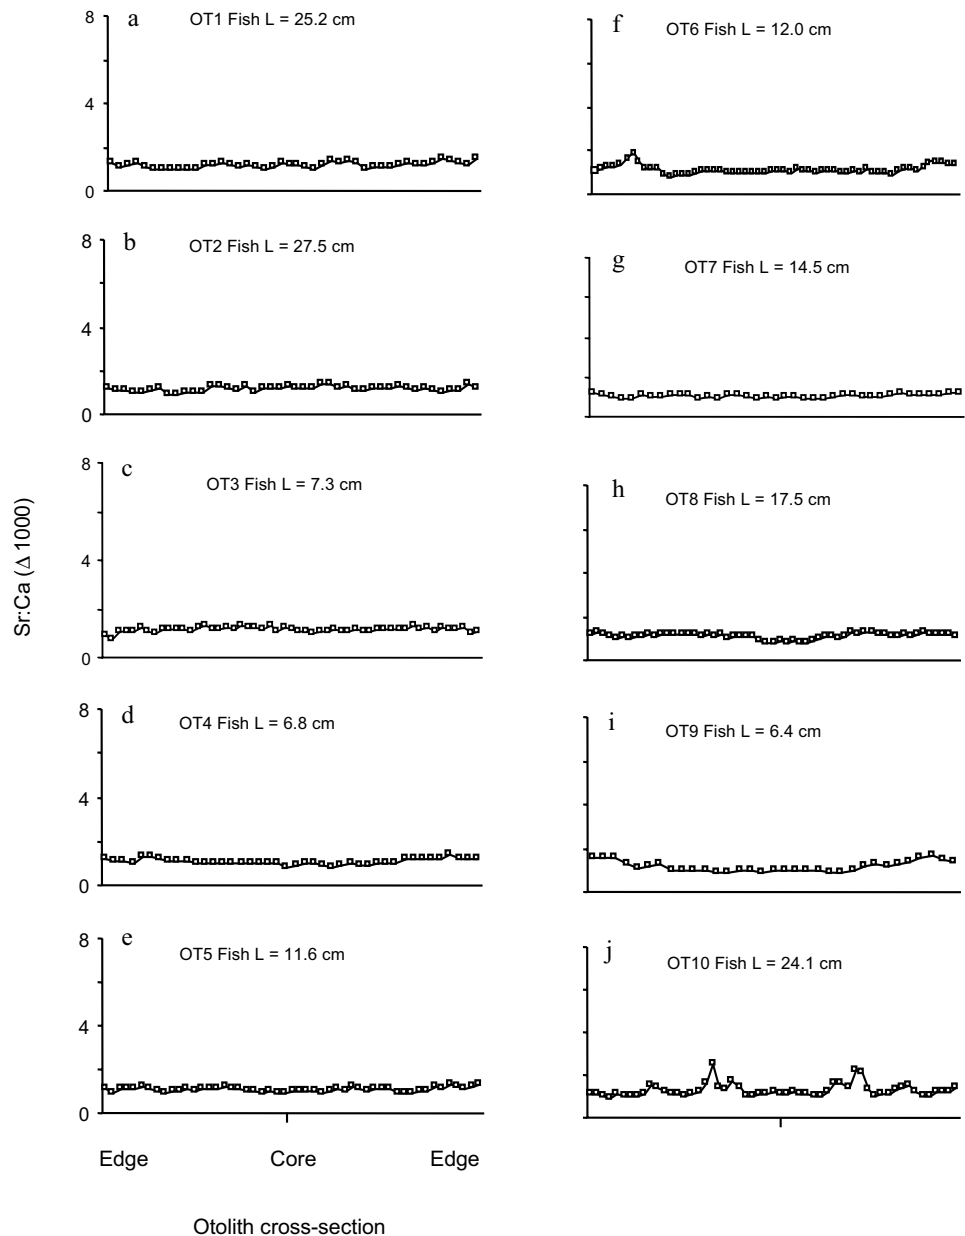 a
OT1 Fish L = 25.2 cm
8
4
0
b
OT2 Fish L = 27.5 cm
8
4
0
c
OT3 Fish L = 7.3 cm
8
4
0
d
OT4 Fish L = 6.8 cm
8
4
0
e
OT5 Fish L = 11.6 cm
8
4
0
Edge Core Edge
Otolith cross-section
Sr:Ca (Δ 1000)
f
OT6 Fish L = 12.0 cm
g
OT7 Fish L = 14.5 cm
h
OT8 Fish L = 17.5 cm
i
OT9 Fish L = 6.4 cm
j
OT10 Fish L = 24.1 cm